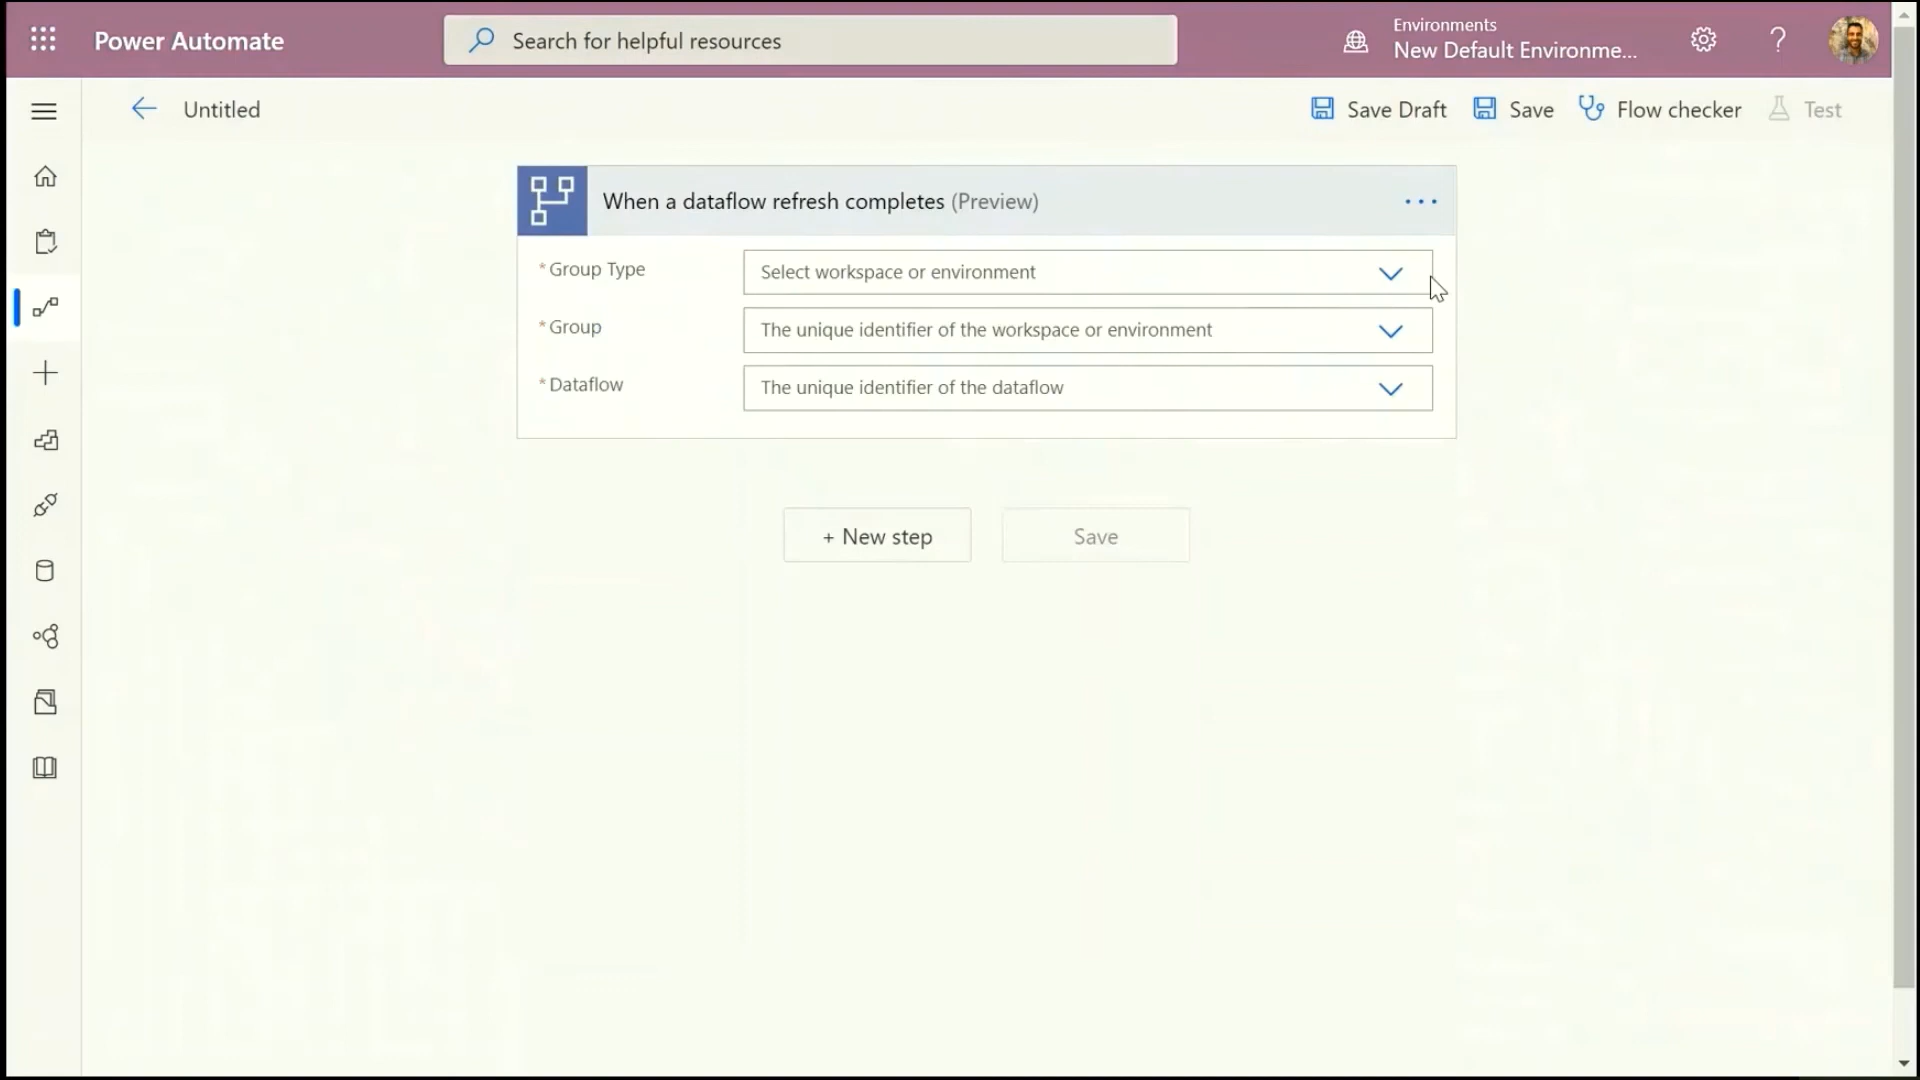 Power Automate
Search for helpful resources
Environments
New Default Environme...
Untitled
Save Draft
Save
Flow checker
Test
When a dataflow refresh completes (Preview)
* Group Type
Select workspace or environment
* Group
The unique identifier of the workspace or environment
* Dataflow
The unique identifier of the dataflow
+ New step
Save